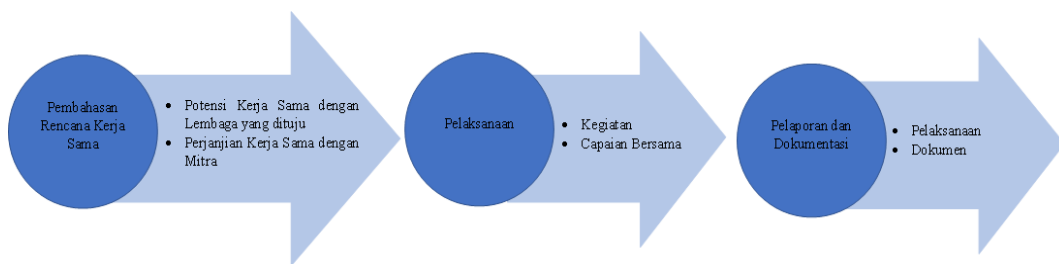 Pembahasan
Rencana Kerja
Sama
• Potensi Kerja Sama dengan
Lembaga yang dituju
• Perjanjian Kerja Sama dengan
Mitra
Pelaksanaan
• Kegiatan
• Capaian Bersama
Pelaporan dan
Dokumentasi
• Pelaksanaan
• Dokumen